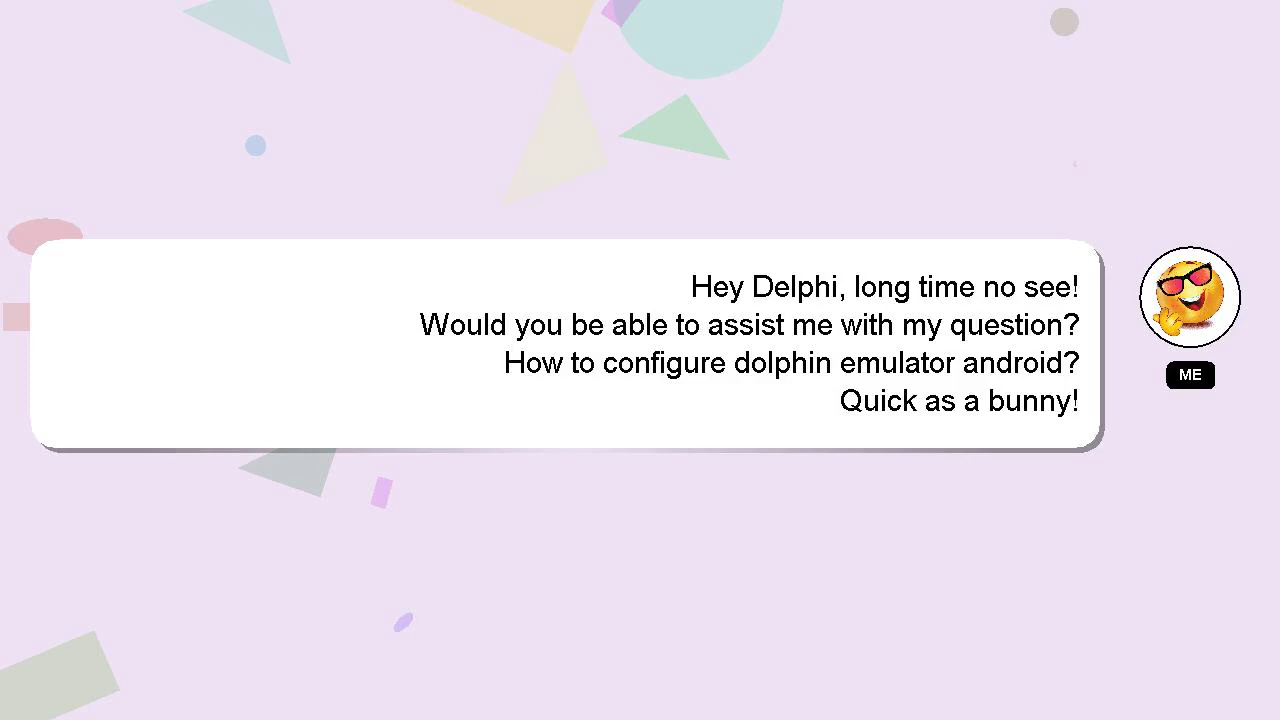 Hey Delphi, long time no see!
Would you be able to assist me with my question?
How to configure dolphin emulator android?
Quick as a bunny!
ME